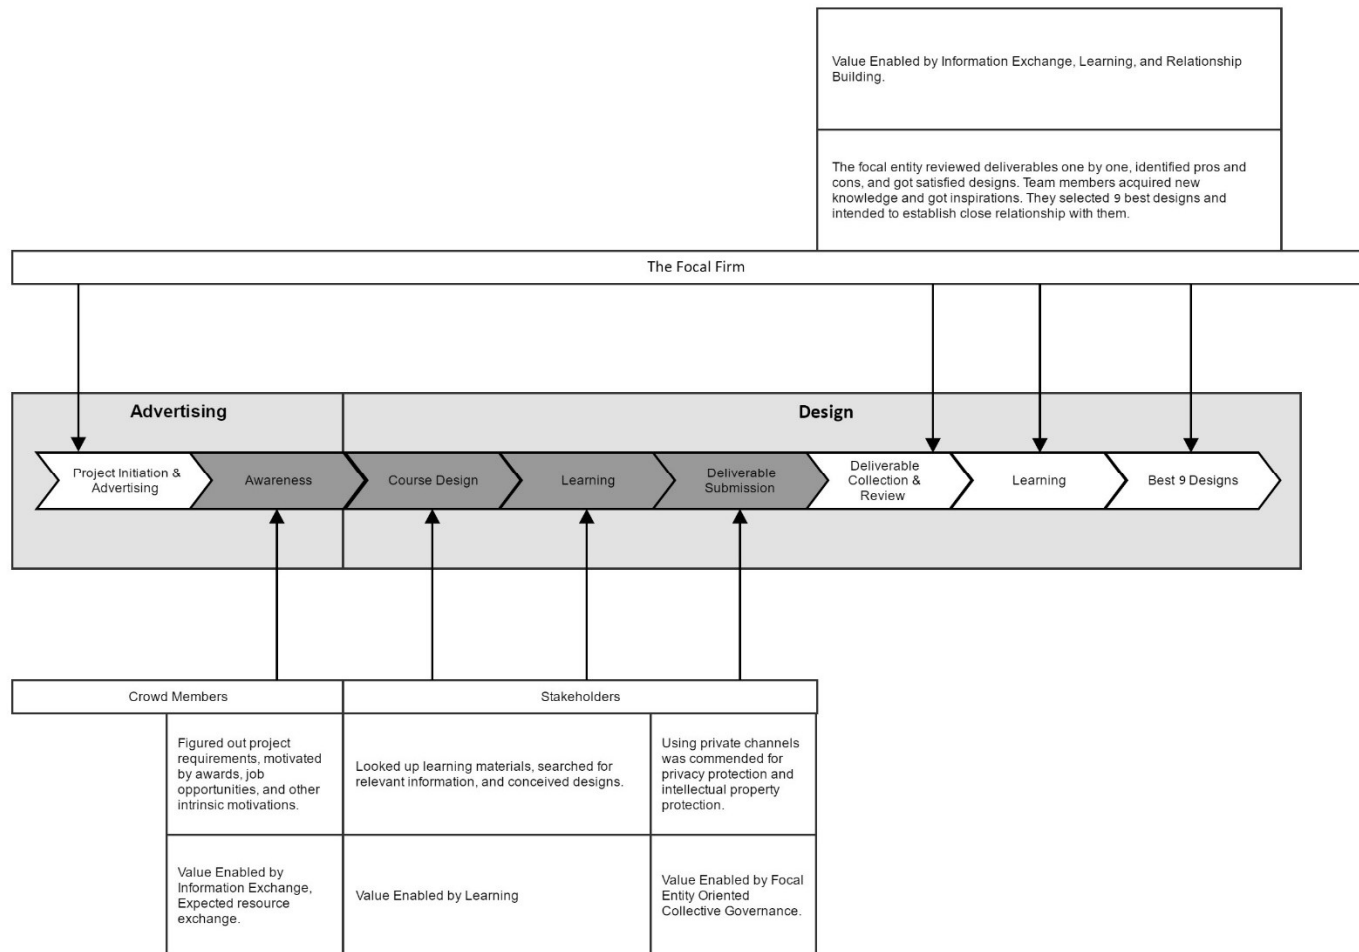 Value Enabled by Information Exchange, Learning, and Relationship
Building.
The focal entity reviewed deliverables one by one, identified pros and
cons, and got satisfied designs. Team members acquired new
knowledge and got inspirations. They selected 9 best designs and
intended to establish close relationship with them.
The Focal Firm
Advertising
Design
Project Initiation &
Advertising
Awareness
Course Design
Learning
Deliverable
Submission
Deliverable
Collection &
Review
Learning
Best 9 Designs
Crowd Members
Stakeholders
Figured out project
requirements, motivated
by awards, job
opportunities, and other
intrinsic motivations.
Looked up learning materials, searched for
relevant information, and conceived designs.
Using private channels
was commended for
privacy protection and
intellectual property
protection.
Value Enabled by
Information Exchange,
Expected resource
exchange.
Value Enabled by Learning
Value Enabled by Focal
Entity Oriented
Collective Governance.